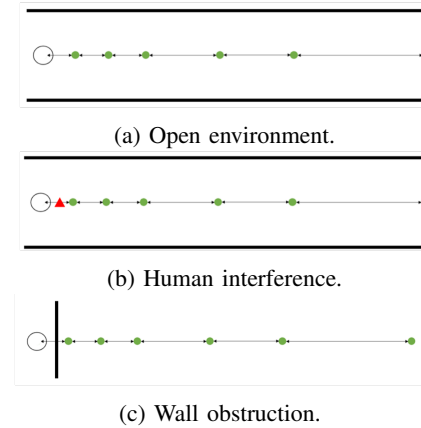 (a) Open environment.
(b) Human interference.
(c) Wall obstruction.